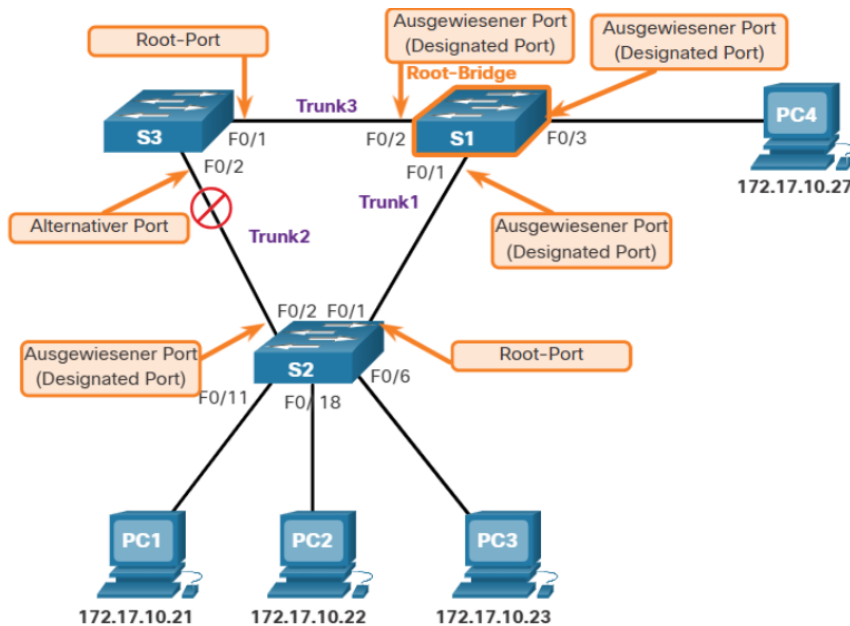 Root-Port
Ausgewiesener Port
(Designated Port)
Ausgewiesener Port
(Designated Port)
Root-Bridge
Trunk3
PC4
S3
F0/1
F0/2
S1
F0/3
F0/2
F0/1
172.17.10.27
Trunk1
Alternativer Port
Trunk2
Ausgewiesener Port
(Designated Port)
F0/2
F0/1
Ausgewiesener Port
(Designated Port)
Root-Port
S2
F0/6
F0/11
F0/ 18
PC1
PC2
PC3
172.17.10.21
172.17.10.22
172.17.10.23